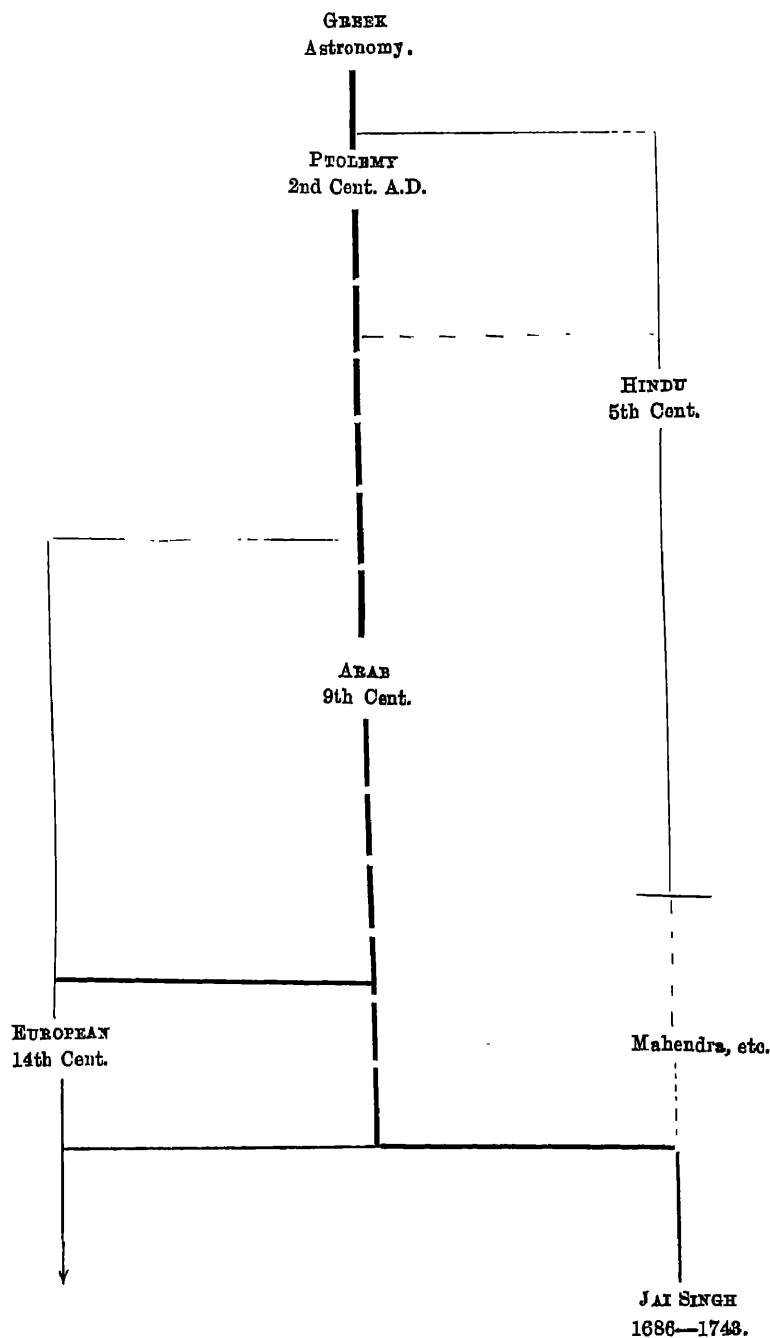 GREEK
Astronomy.
PTOLEMY
2nd Cent. A.D.
HINDU
5th Cent.
ARAB
9th Cent.
EUROPEAN
14th Cent.
Mahendra, etc.
JAI SINGH
1686—1743.